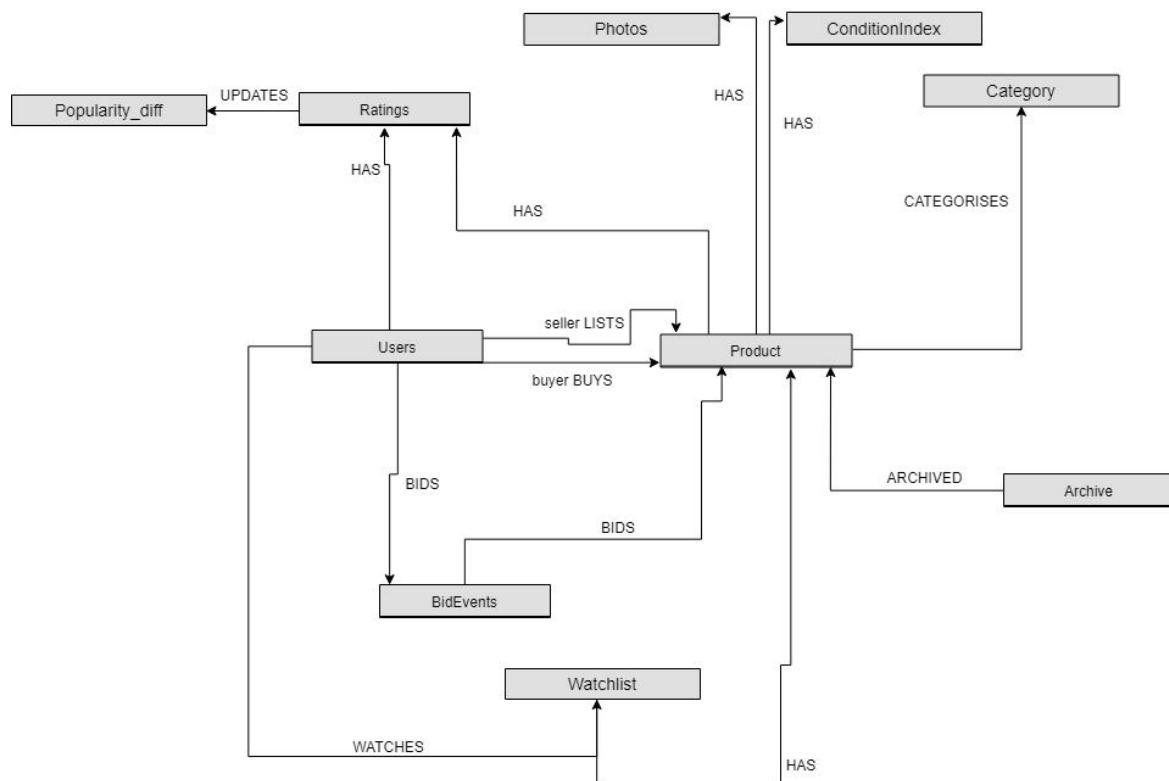 Photos
ConditionIndex
Category
UPDATES
Popularity_diff
Ratings
HAS
HAS
HAS
HAS
CATEGORISES
seller LISTS
Users
Product
buyer BUYS
ARCHIVED
Archive
BIDS
BIDS
BidEvents
Watchlist
WATCHES
HAS